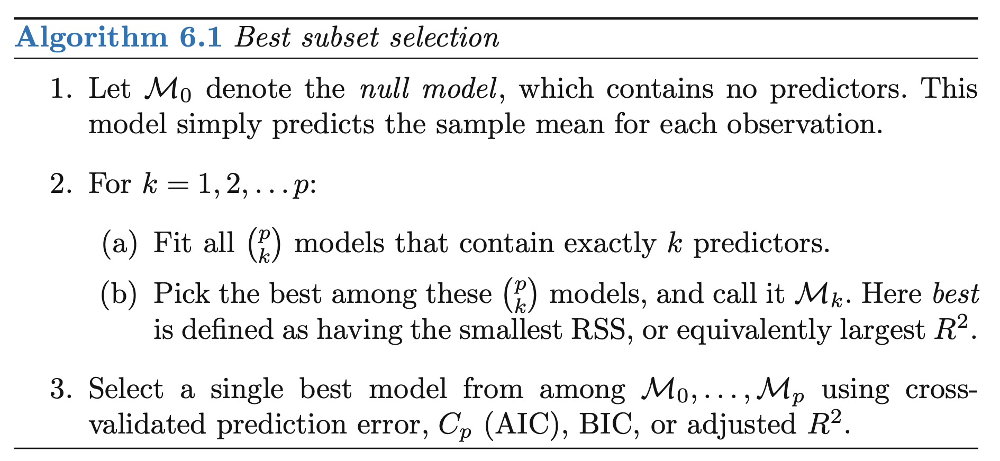 Algorithm 6.1 Best subset selection
1. Let $\mathcal{M}_0$ denote the null model, which contains no predictors. This
model simply predicts the sample mean for each observation.
2. For $k = 1, 2, \ldots p$:
(a) Fit all $\binom{p}{k}$ models that contain exactly $k$ predictors.
(b) Pick the best among these $\binom{p}{k}$ models, and call it $\mathcal{M}_k$. Here best
is defined as having the smallest RSS, or equivalently largest $R^2$.
3. Select a single best model from among $\mathcal{M}_0, \ldots, \mathcal{M}_p$ using cross-
validated prediction error, $C_p$ (AIC), BIC, or adjusted $R^2$.